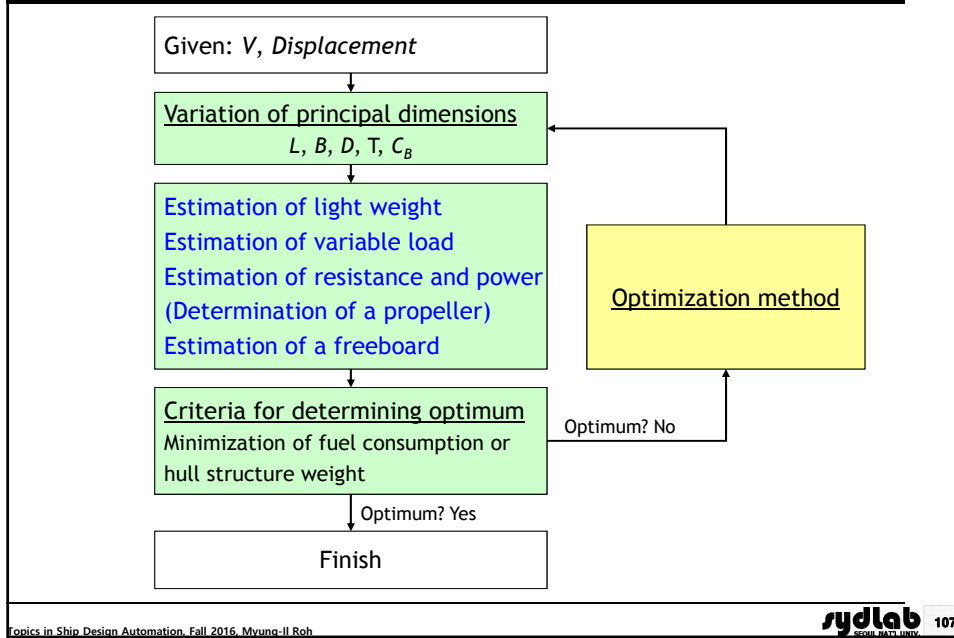 Given: V, Displacement
Variation of principal dimensions
L, B, D, T, C_B
Estimation of light weight
Estimation of variable load
Estimation of resistance and power
(Determination of a propeller)
Estimation of a freeboard
Optimization method
Criteria for determining optimum
Minimization of fuel consumption or
hull structure weight
Optimum? No
Optimum? Yes
Finish
Topics in Ship Design Automation, Fall 2016, Myung-Il Roh
sydlab
SEOUL NAT'L UNIV.
107